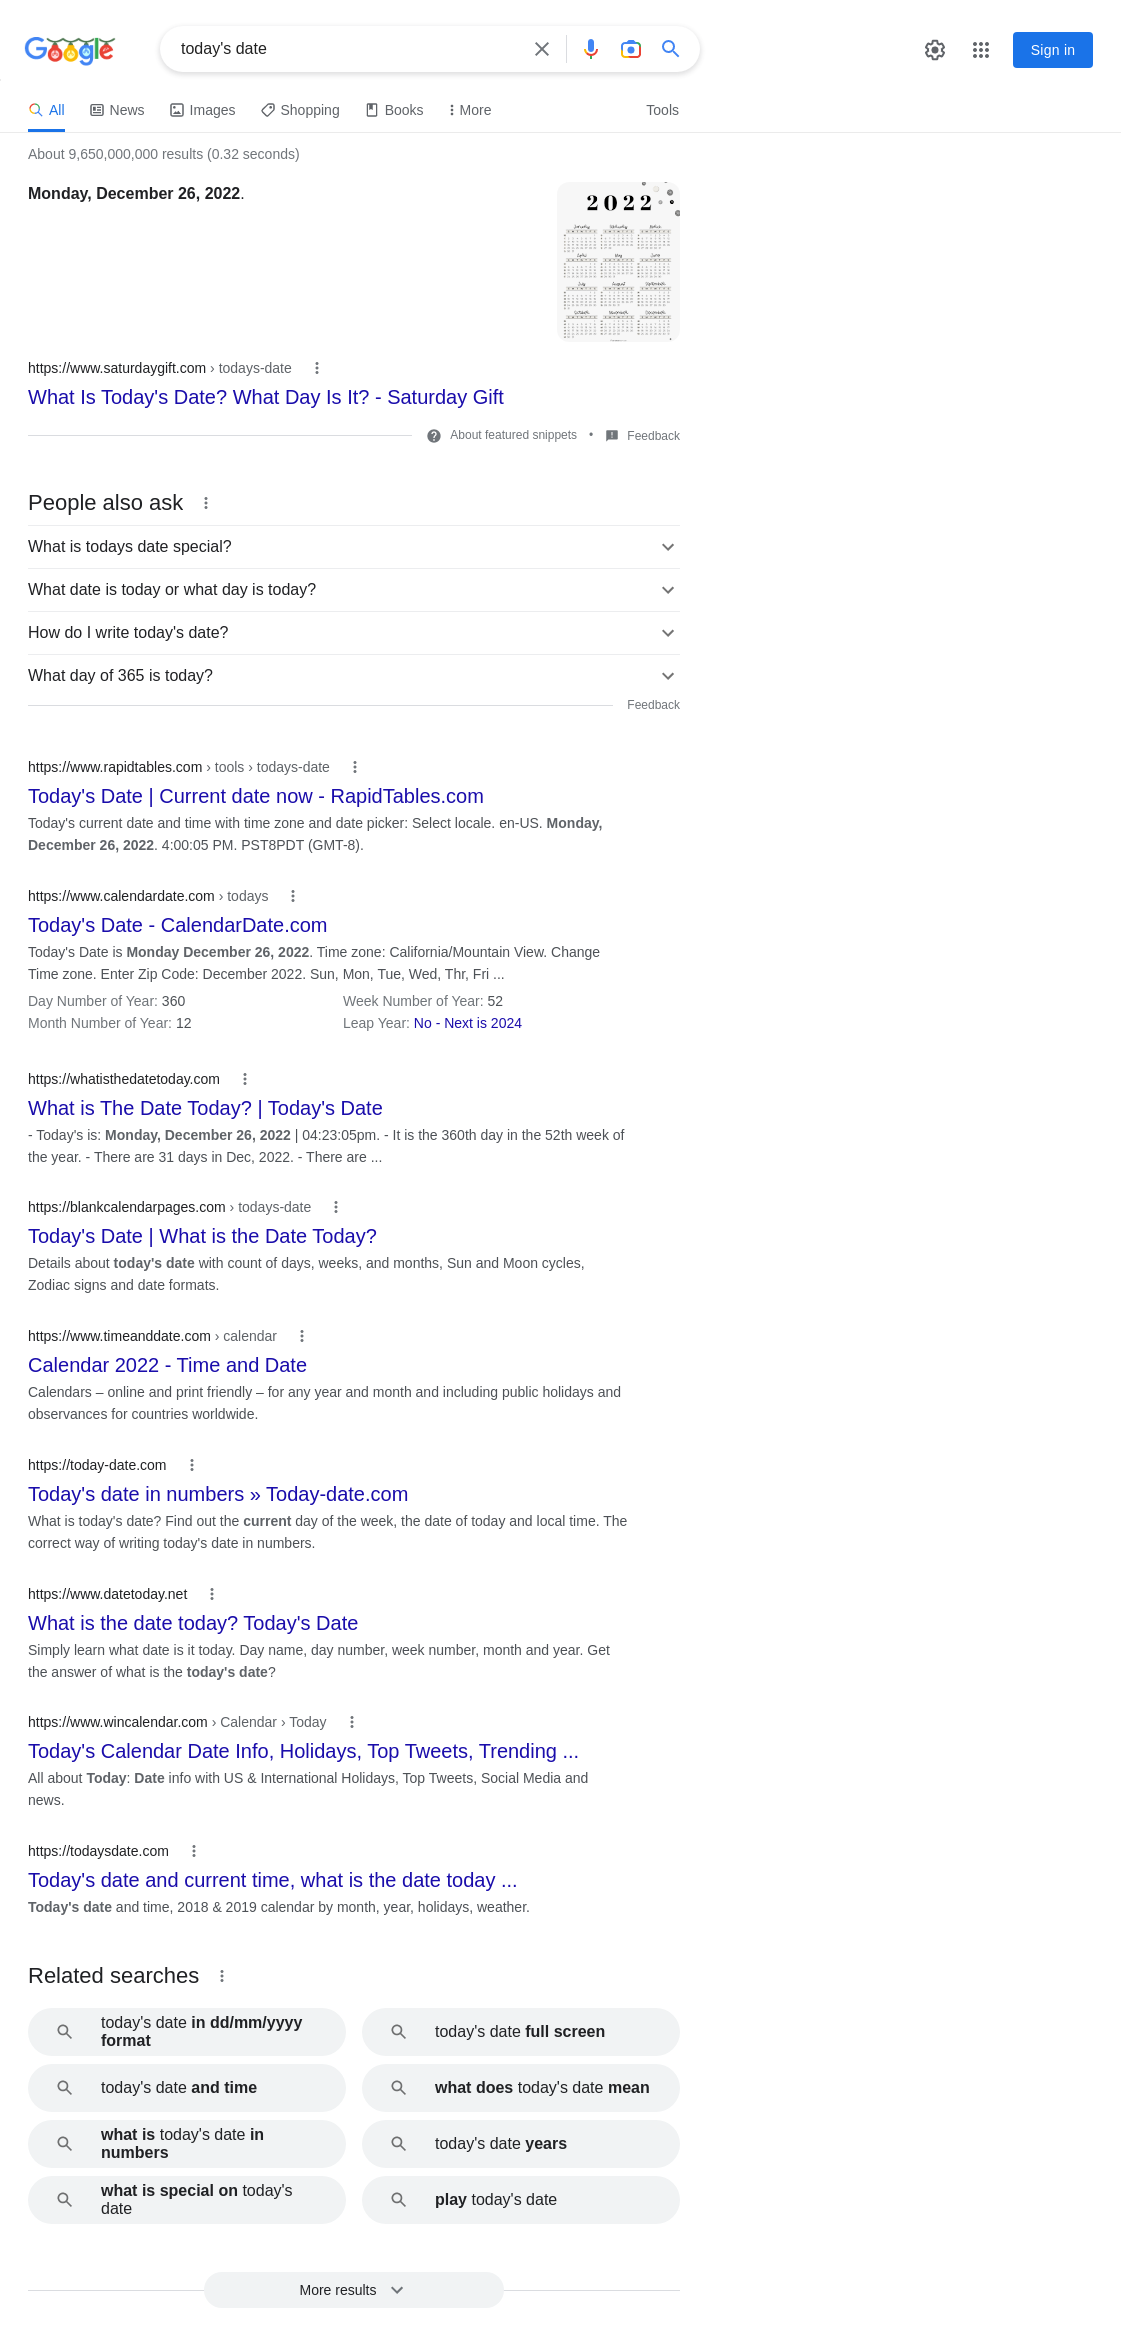 Google
today's date
Sign in
All News Images Shopping Books More Tools
About 9,650,000,000 results (0.32 seconds)
Monday, December 26, 2022.
2022
https://www.saturdaygift.com › todays-date
What Is Today's Date? What Day Is It? - Saturday Gift
About featured snippets • Feedback
People also ask
What is todays date special?
What date is today or what day is today?
How do I write today's date?
What day of 365 is today?
Feedback
https://www.rapidtables.com › tools › todays-date
Today's Date | Current date now - RapidTables.com
Today's current date and time with time zone and date picker: Select locale. en-US. Monday,
December 26, 2022. 4:00:05 PM. PST8PDT (GMT-8).
https://www.calendardate.com › todays
Today's Date - CalendarDate.com
Today's Date is Monday December 26, 2022. Time zone: California/Mountain View. Change
Time zone. Enter Zip Code: December 2022. Sun, Mon, Tue, Wed, Thr, Fri ...
Day Number of Year: 360 Week Number of Year: 52
Month Number of Year: 12 Leap Year: No - Next is 2024
https://whatisthedatetoday.com
What is The Date Today? | Today's Date
- Today's is: Monday, December 26, 2022 | 04:23:05pm. - It is the 360th day in the 52th week of
the year. - There are 31 days in Dec, 2022. - There are ...
https://blankcalendarpages.com › todays-date
Today's Date | What is the Date Today?
Details about today's date with count of days, weeks, and months, Sun and Moon cycles,
Zodiac signs and date formats.
https://www.timeanddate.com › calendar
Calendar 2022 - Time and Date
Calendars – online and print friendly – for any year and month and including public holidays and
observances for countries worldwide.
https://today-date.com
Today's date in numbers » Today-date.com
What is today's date? Find out the current day of the week, the date of today and local time. The
correct way of writing today's date in numbers.
https://www.datetoday.net
What is the date today? Today's Date
Simply learn what date is it today. Day name, day number, week number, month and year. Get
the answer of what is the today's date?
https://www.wincalendar.com › Calendar › Today
Today's Calendar Date Info, Holidays, Top Tweets, Trending ...
All about Today: Date info with US & International Holidays, Top Tweets, Social Media and
news.
https://todaysdate.com
Today's date and current time, what is the date today ...
Today's date and time, 2018 & 2019 calendar by month, year, holidays, weather.
Related searches
today's date in dd/mm/yyyy
format
today's date full screen
today's date and time
what does today's date mean
what is today's date in
numbers
today's date years
what is special on today's
date
play today's date
More results